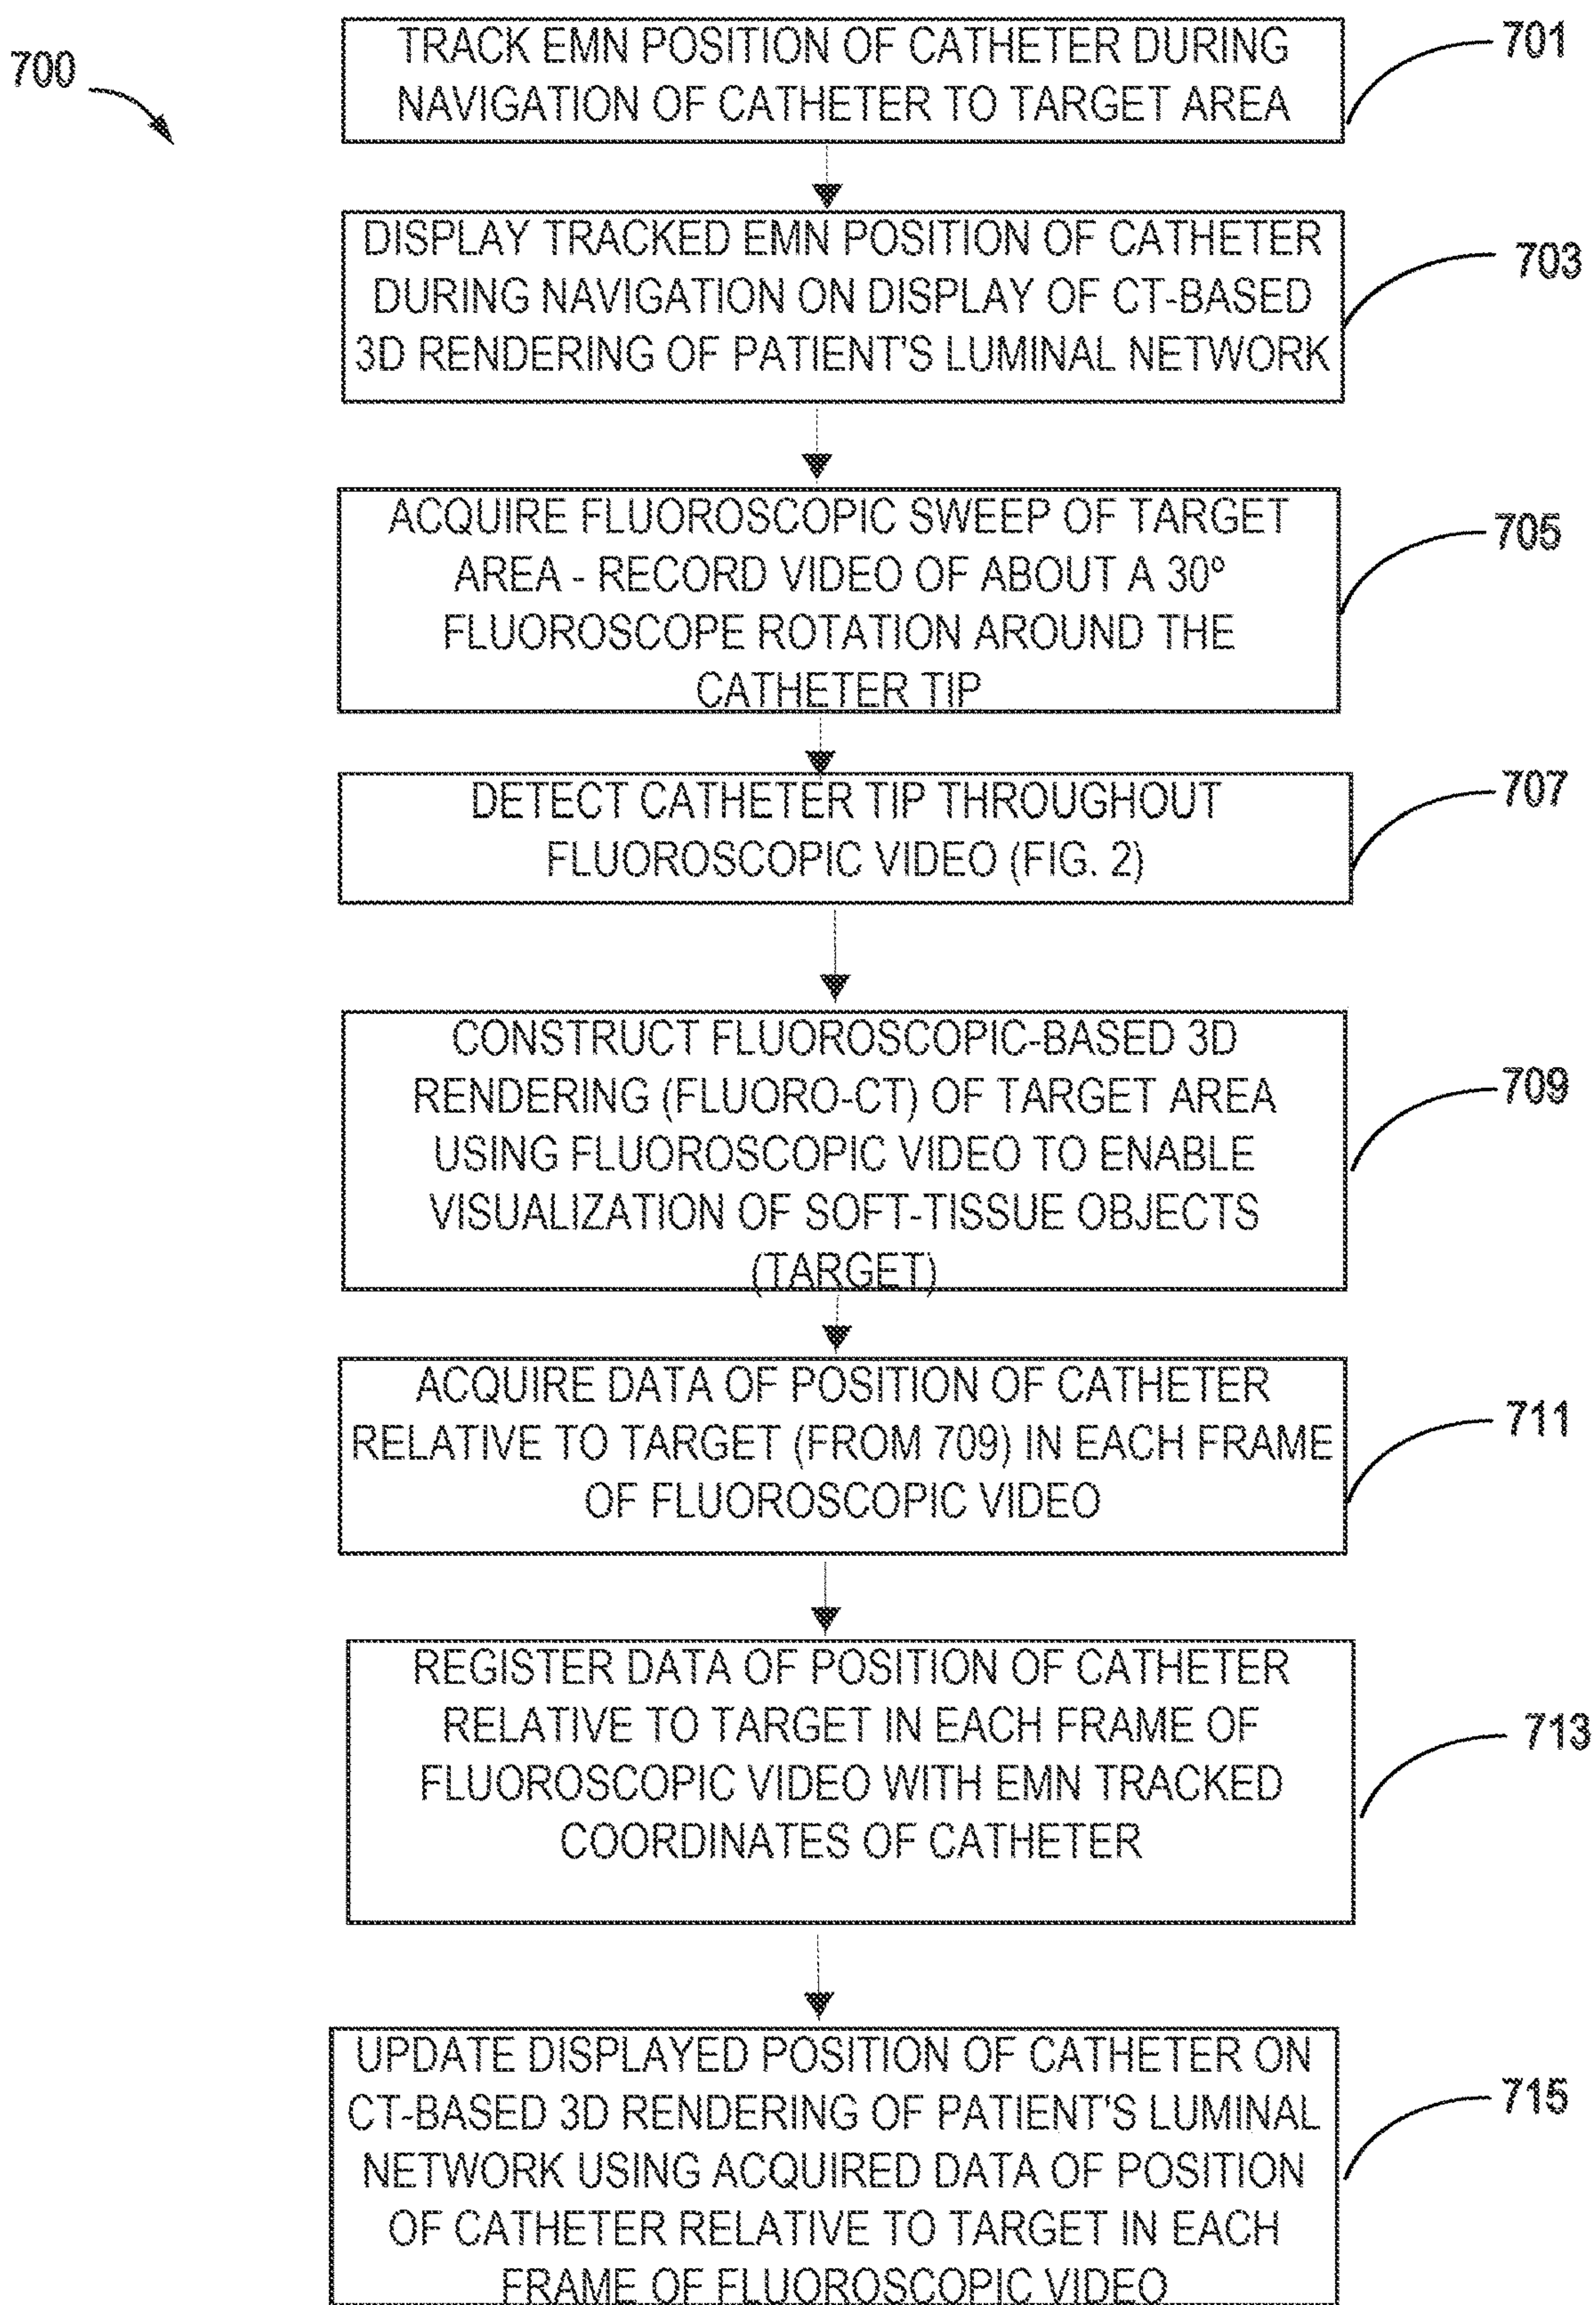 700
TRACK EMN POSITION OF CATHETER DURING
NAVIGATION OF CATHETER TO TARGET AREA
701
DISPLAY TRACKED EMN POSITION OF CATHETER
DURING NAVIGATION ON DISPLAY OF CT-BASED
3D RENDERING OF PATIENT'S LUMINAL NETWORK
703
ACQUIRE FLUOROSCOPIC SWEEP OF TARGET
AREA - RECORD VIDEO OF ABOUT A 30º
FLUOROSCOPE ROTATION AROUND THE
CATHETER TIP
705
DETECT CATHETER TIP THROUGHOUT
FLUOROSCOPIC VIDEO (FIG. 2)
707
CONSTRUCT FLUOROSCOPIC-BASED 3D
RENDERING (FLUORO-CT) OF TARGET AREA
USING FLUOROSCOPIC VIDEO TO ENABLE
VISUALIZATION OF SOFT-TISSUE OBJECTS
(TARGET)
709
ACQUIRE DATA OF POSITION OF CATHETER
RELATIVE TO TARGET (FROM 709) IN EACH FRAME
OF FLUOROSCOPIC VIDEO
711
REGISTER DATA OF POSITION OF CATHETER
RELATIVE TO TARGET IN EACH FRAME OF
FLUOROSCOPIC VIDEO WITH EMN TRACKED
COORDINATES OF CATHETER
713
UPDATE DISPLAYED POSITION OF CATHETER ON
CT-BASED 3D RENDERING OF PATIENT'S LUMINAL
NETWORK USING ACQUIRED DATA OF POSITION
OF CATHETER RELATIVE TO TARGET IN EACH
FRAME OF FLUOROSCOPIC VIDEO
715